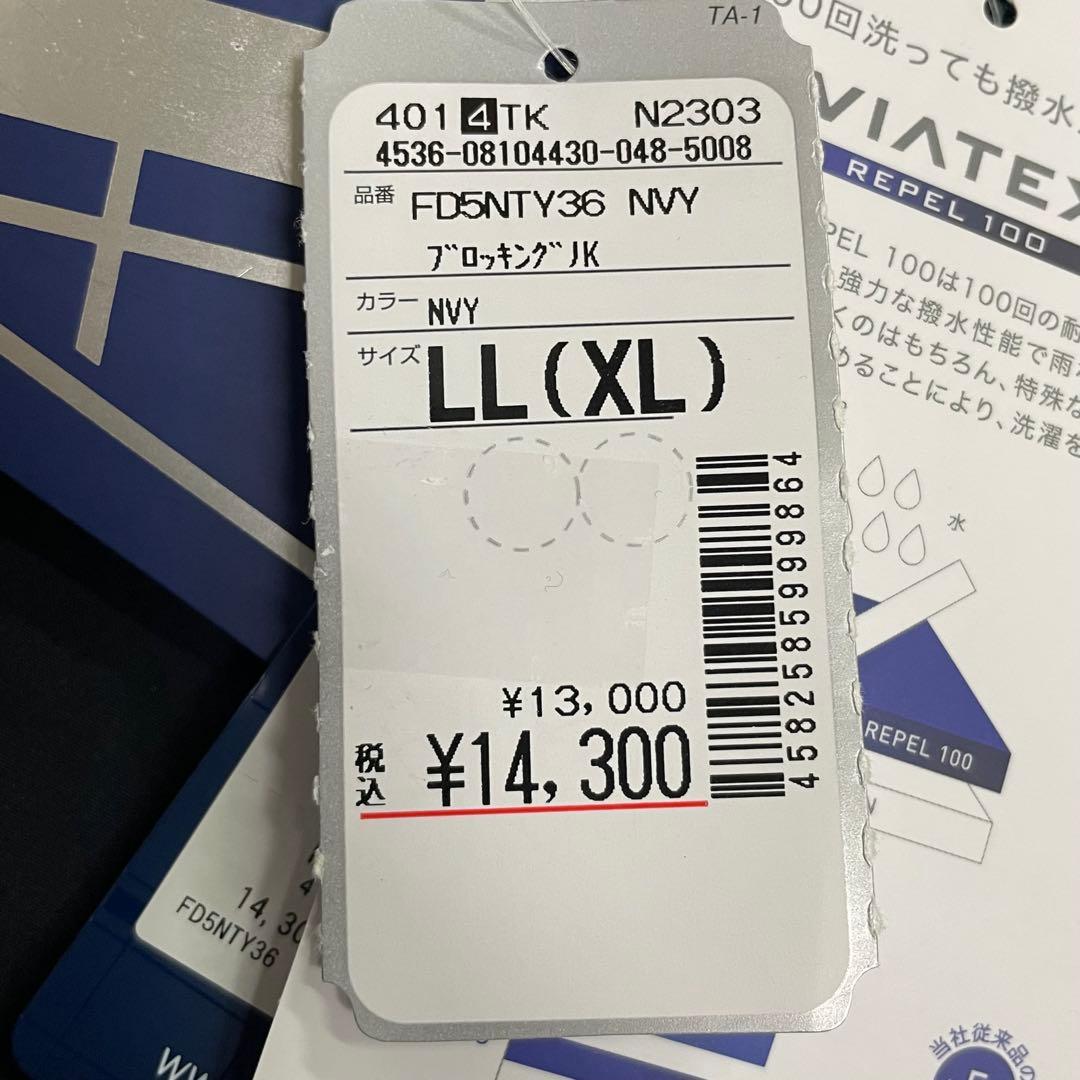 TA-1
401 4 TK N2303
4536-08104430-048-5008
品番 FD5NTY36 NVY
ﾌﾞﾛｯｷﾝｸﾞJK
カラー NVY
サイズ LL(XL)
¥13,000
税込 ¥14,300
4582585999864
0回洗っても撥水
VIATEX
REPEL 100
PEL 100は100回の耐
強力な撥水性能で雨
くのはもちろん、特殊な
めることにより、洗濯を
水
REPEL 100
14,30
FD5NTY36
当社従来品の